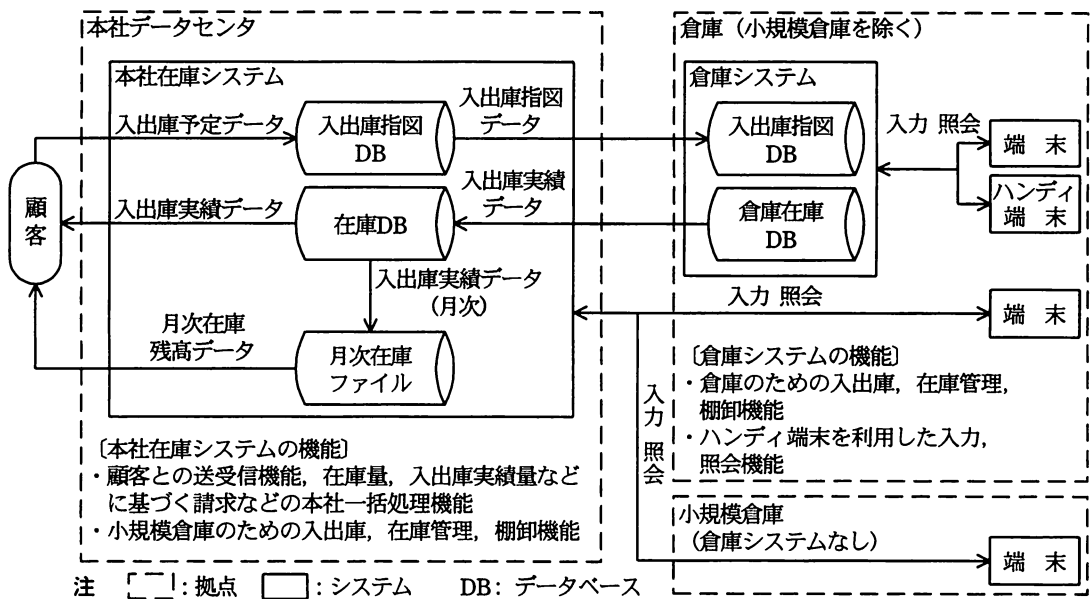 本社データセンタ
本社在庫システム
入出庫予定データ
入出庫指図
DB
入出庫指図
データ
顧客
入出庫実績データ
在庫DB
入出庫実績
データ
入出庫実績データ
(月次)
月次在庫
残高データ
月次在庫
ファイル
〔本社在庫システムの機能〕
・顧客との送受信機能，在庫量，入出庫実績量など
に基づく請求などの本社一括処理機能
・小規模倉庫のための入出庫，在庫管理，棚卸機能
倉庫（小規模倉庫を除く）
倉庫システム
入出庫指図
DB
倉庫在庫
DB
入力 照会
端 末
ハンディ
端末
入力 照会
端 末
〔倉庫システムの機能〕
・倉庫のための入出庫，在庫管理，
棚卸機能
・ハンディ端末を利用した入力，
照会機能
入力 照会
小規模倉庫
（倉庫システムなし）
端 末
注 ：拠点 ：システム DB：データベース